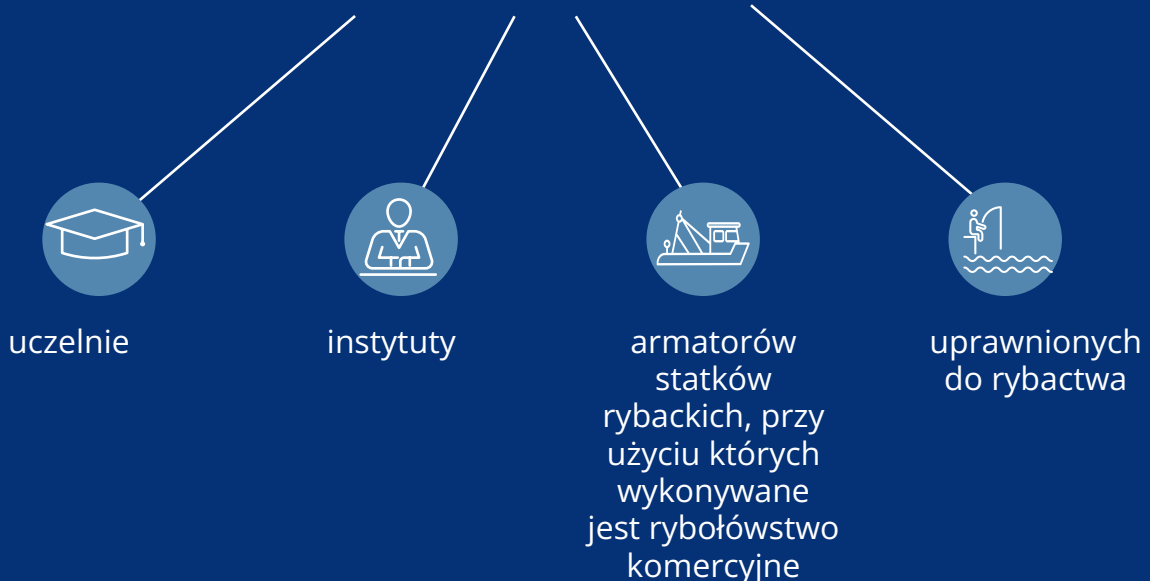 uczelnie
instytuty
armatorów
statków
rybackich, przy
użyciu których
wykonywane
jest rybołówstwo
komercyjne
uprawnionych
do rybactwa